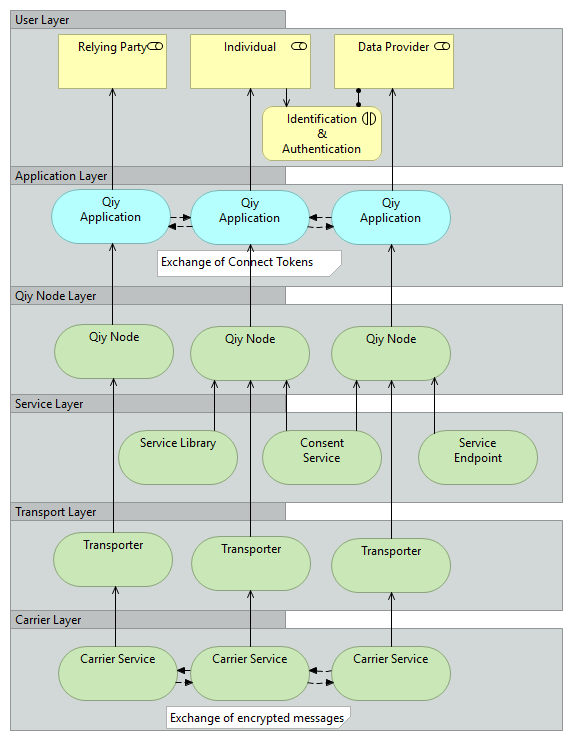 User Layer
Relying Party
Individual
Data Provider
Identification
&
Authentication
Application Layer
Qiy
Application
Qiy
Application
Qiy
Application
Exchange of Connect Tokens
Qiy Node Layer
Qiy Node
Qiy Node
Qiy Node
Service Layer
Service Library
Consent
Service
Service
Endpoint
Transport Layer
Transporter
Transporter
Transporter
Carrier Layer
Carrier Service
Carrier Service
Carrier Service
Exchange of encrypted messages